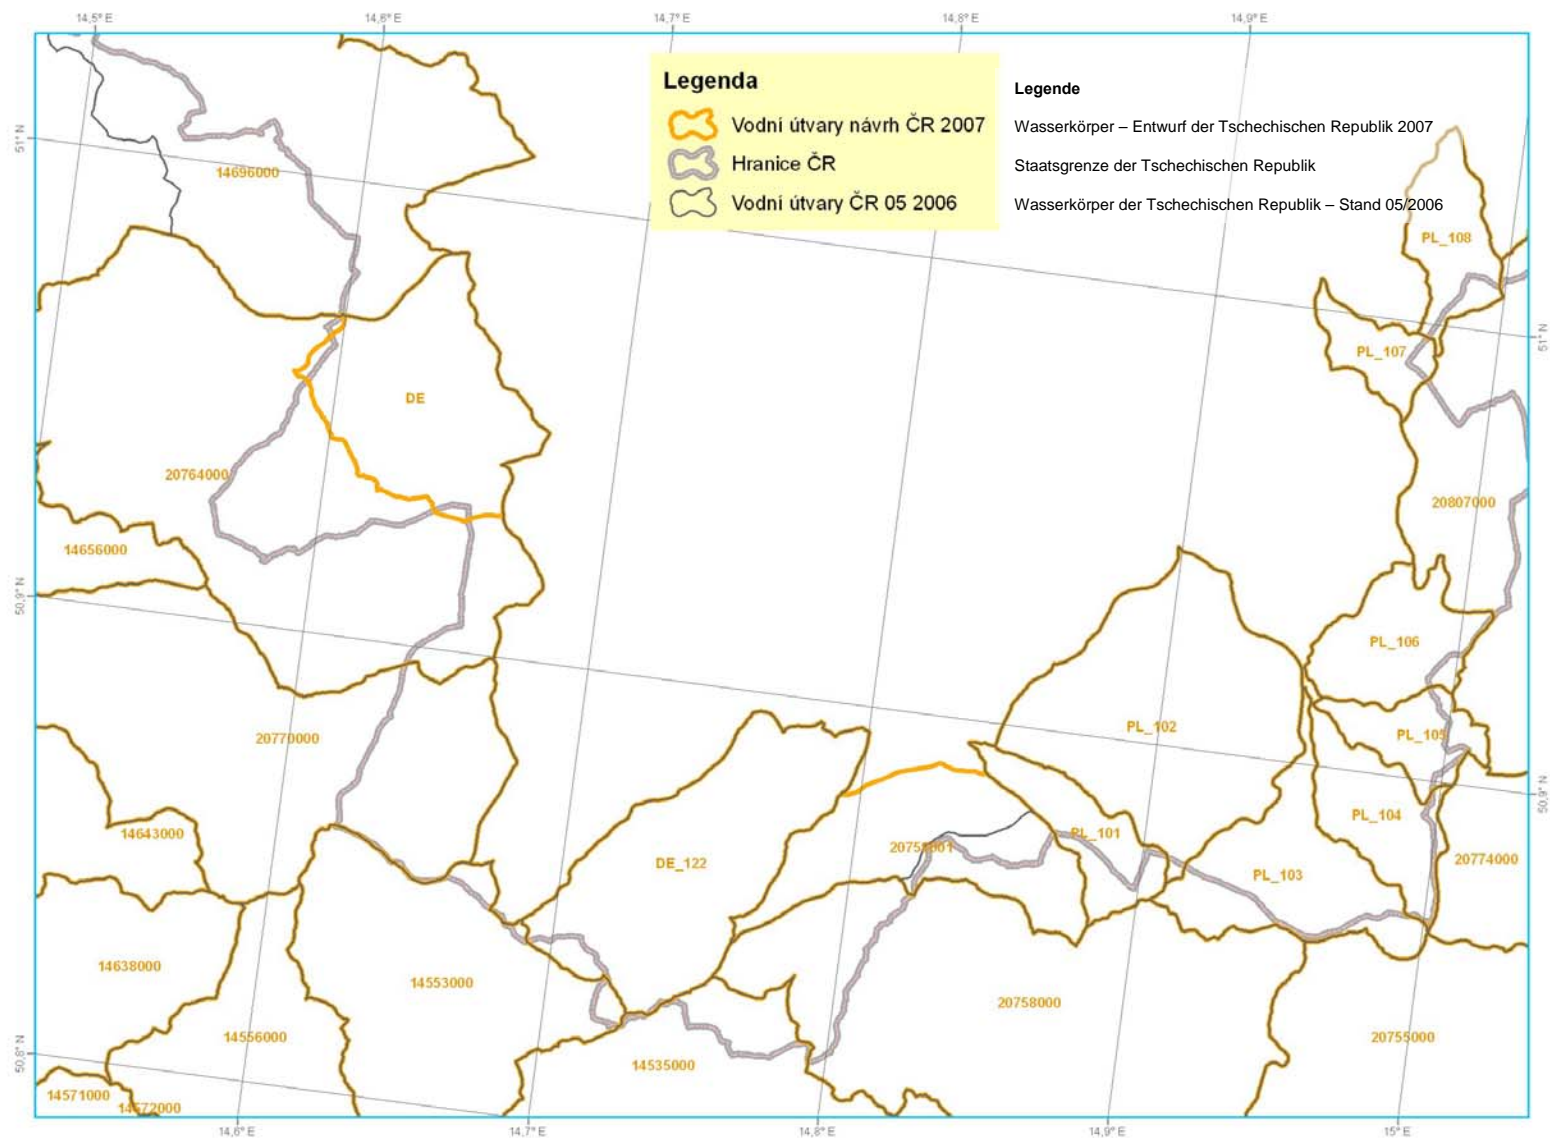 14,5° E
14,6° E
14,7° E
14,8° E
14,9° E
Legenda
Vodní útvary návrh ČR 2007
Hranice ČR
Vodní útvary ČR 05 2006
Legende
Wasserkörper – Entwurf der Tschechischen Republik 2007
Staatsgrenze der Tschechischen Republik
Wasserkörper der Tschechischen Republik – Stand 05/2006
51° N
14696000
PL_108
51° N
PL_107
DE
20764000
20807000
14656000
50,9° N
PL_106
PL_102
PL_105
20770000
50,9° N
PL_104
14643000
PL_101
20774000
DE_122
PL_103
14638000
14553000
20758000
14556000
20755000
50,8° N
14535000
14571000
14572000
14,6° E
14,7° E
14,8° E
14,9° E
15° E